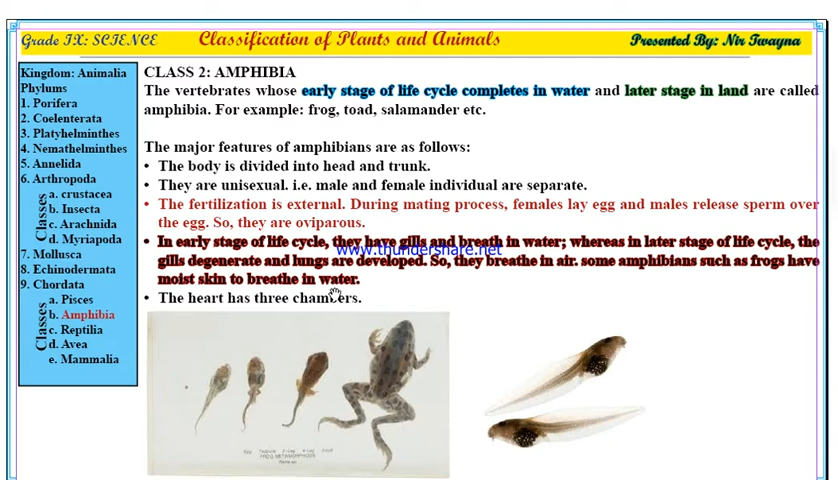 Grade IX: SCIENCE
Classification of Plants and Animals
Presented By: Nir Twayna
Kingdom: Animalia
Phylums
1. Porifera
2. Coelenterata
3. Platyhelminthes
4. Nemathelminthes
5. Annelida
6. Arthropoda
Classes
a. crustacea
b. Insecta
c. Arachnida
d. Myriapoda
7. Mollusca
8. Echinodermata
9. Chordata
Classes
a. Pisces
b. Amphibia
c. Reptilia
d. Avea
e. Mammalia
CLASS 2: AMPHIBIA
The vertebrates whose early stage of life cycle completes in water and later stage in land are called
amphibia. For example: frog, toad, salamander etc.
The major features of amphibians are as follows:
• The body is divided into head and trunk.
• They are unisexual. i.e. male and female individual are separate.
• The fertilization is external. During mating process, females lay egg and males release sperm over
the egg. So, they are oviparous.
• In early stage of life cycle, they have gills and breath in water; whereas in later stage of life cycle, the
www.thundershare.net
gills degenerate and lungs are developed. So, they breathe in air. some amphibians such as frogs have
moist skin to breathe in water.
• The heart has three chambers.
FROG METAMORPHOSIS